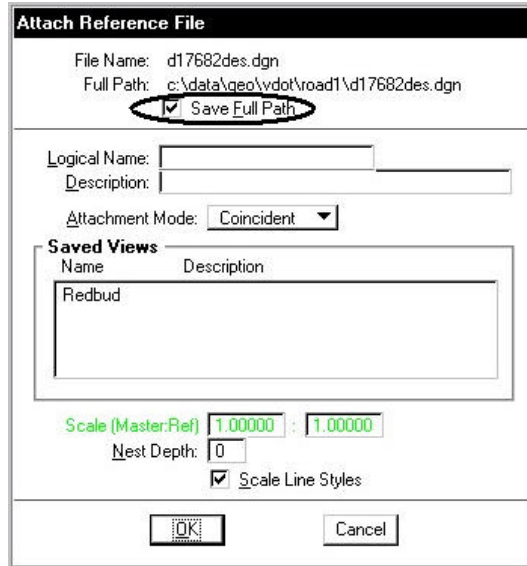 Attach Reference File
File Name: d17682des.dgn
Full Path: c:\data\geo\vdot\road1\d17682des.dgn
Save Full Path
Logical Name:
Description:
Attachment Mode: Coincident
Saved Views
Name Description
Redbud
Scale (Master:Ref) 1.00000 : 1.00000
Nest Depth: 0
Scale Line Styles
OK Cancel